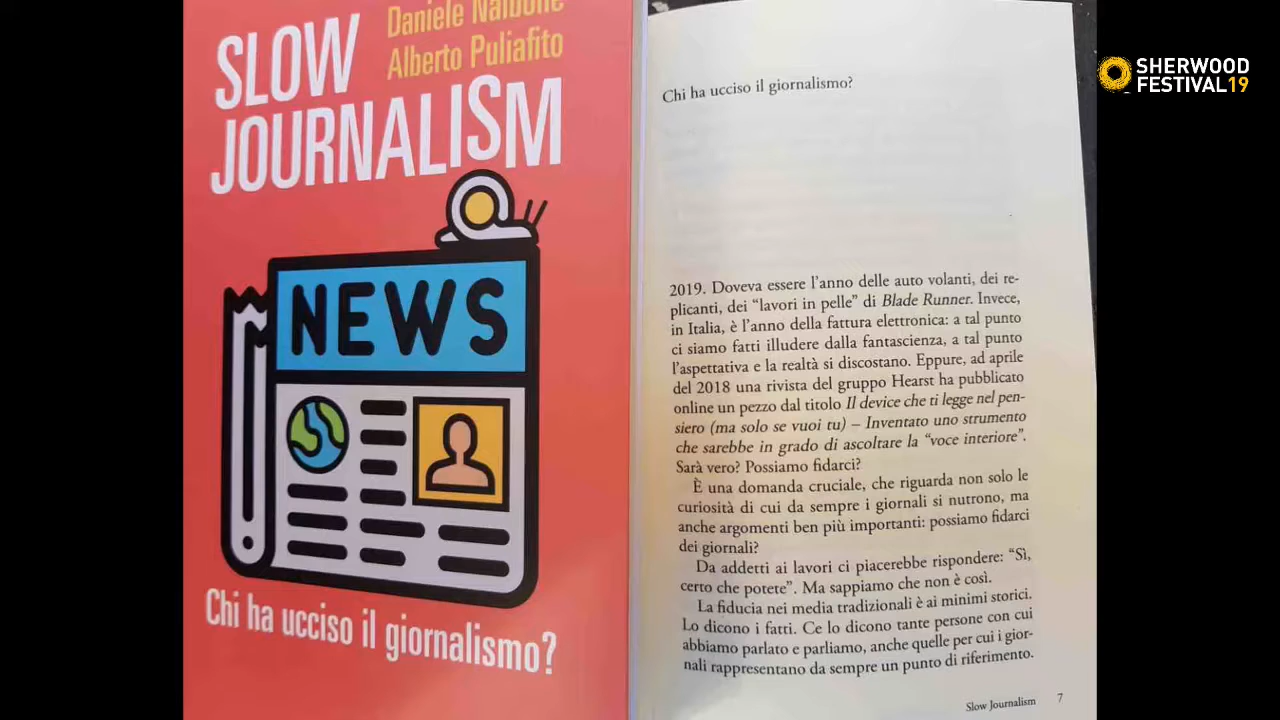 Daniele Nalbone
Alberto Puliafito
SLOW
JOURNALISM
NEWS
Chi ha ucciso il giornalismo?
Chi ha ucciso il giornalismo?
2019. Doveva essere l'anno delle auto volanti, dei re-
plicanti, dei “lavori in pelle” di Blade Runner. Invece,
in Italia, è l'anno della fattura elettronica: a tal punto
ci siamo fatti illudere dalla fantascienza, a tal punto
l'aspettativa e la realtà si discostano. Eppure, ad aprile
del 2018 una rivista del gruppo Hearst ha pubblicato
online un pezzo dal titolo Il device che ti legge nel pen-
siero (ma solo se vuoi tu) – Inventato uno strumento
che sarebbe in grado di ascoltare la “voce interiore”.
Sarà vero? Possiamo fidarci?
È una domanda cruciale, che riguarda non solo le
curiosità di cui da sempre i giornali si nutrono, ma
anche argomenti ben più importanti: possiamo fidarci
dei giornali?
Da addetti ai lavori ci piacerebbe rispondere: “Sì,
certo che potete”. Ma sappiamo che non è così.
La fiducia nei media tradizionali è ai minimi storici.
Lo dicono i fatti. Ce lo dicono tante persone con cui
abbiamo parlato e parliamo, anche quelle per cui i gior-
nali rappresentano da sempre un punto di riferimento.
Slow Journalism 7
SHERWOOD
FESTIVAL19